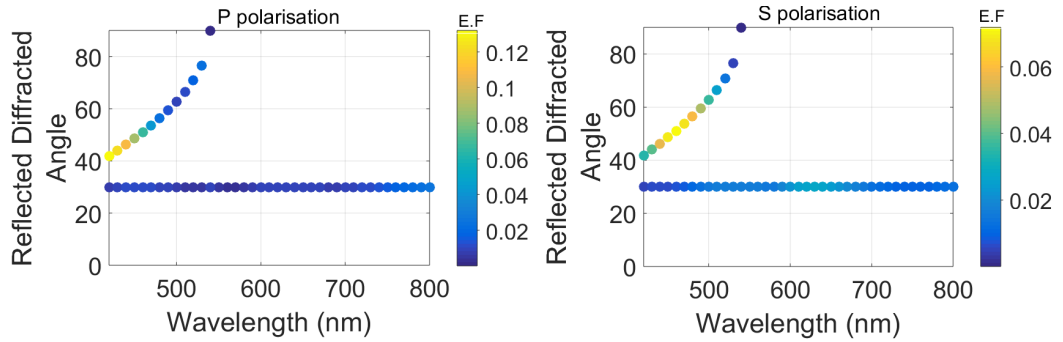 P polarisation
E.F
Reflected Diffracted
Angle
80
60
40
20
0
500
600
700
800
Wavelength (nm)
0.12
0.10
0.08
0.06
0.04
0.02
S polarisation
E.F
Reflected Diffracted
Angle
80
60
40
20
0
500
600
700
800
Wavelength (nm)
0.06
0.04
0.02